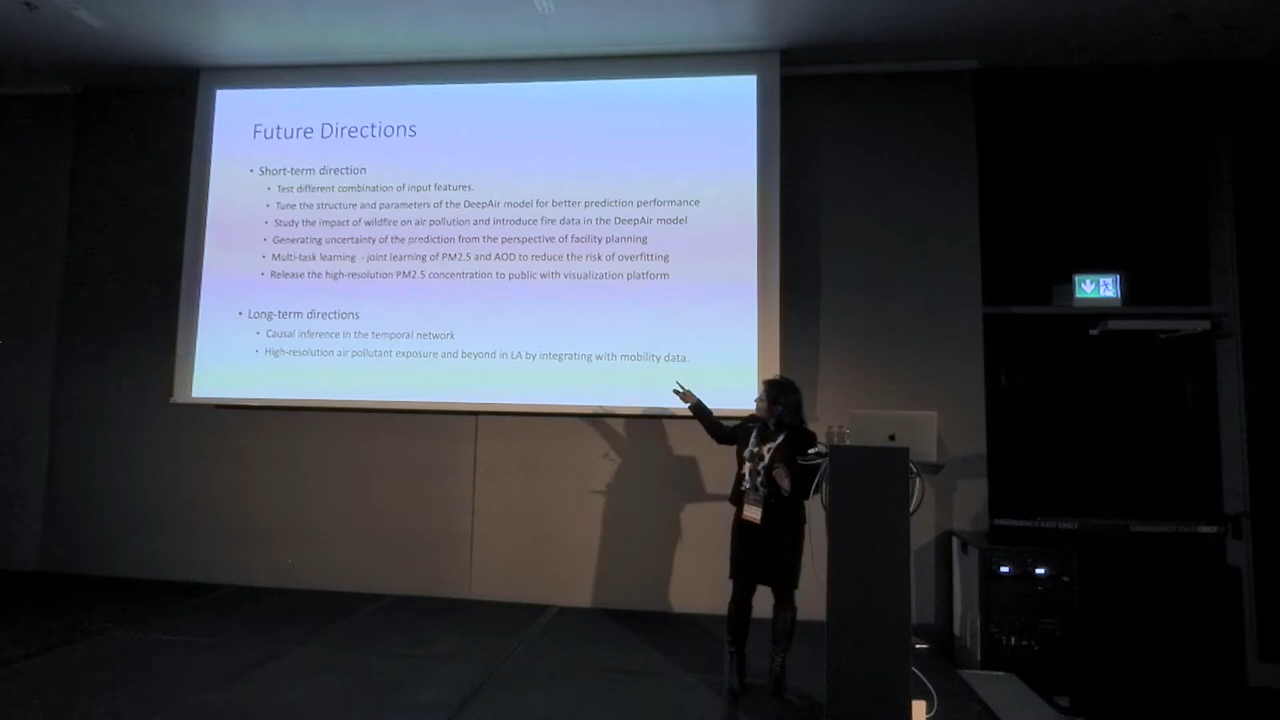 Future Directions
• Short-term direction
• Test different combination of input features.
• Tune the structure and parameters of the DeepAir model for better prediction performance
• Study the impact of wildfire on air pollution and introduce fire data in the DeepAir model
• Generating uncertainty of the prediction from the perspective of facility planning
• Multi-task learning - joint learning of PM2.5 and AOD to reduce the risk of overfitting
• Release the high-resolution PM2.5 concentration to public with visualization platform
• Long-term directions
• Causal inference in the temporal network
• High-resolution air pollutant exposure and beyond in LA by integrating with mobility data.